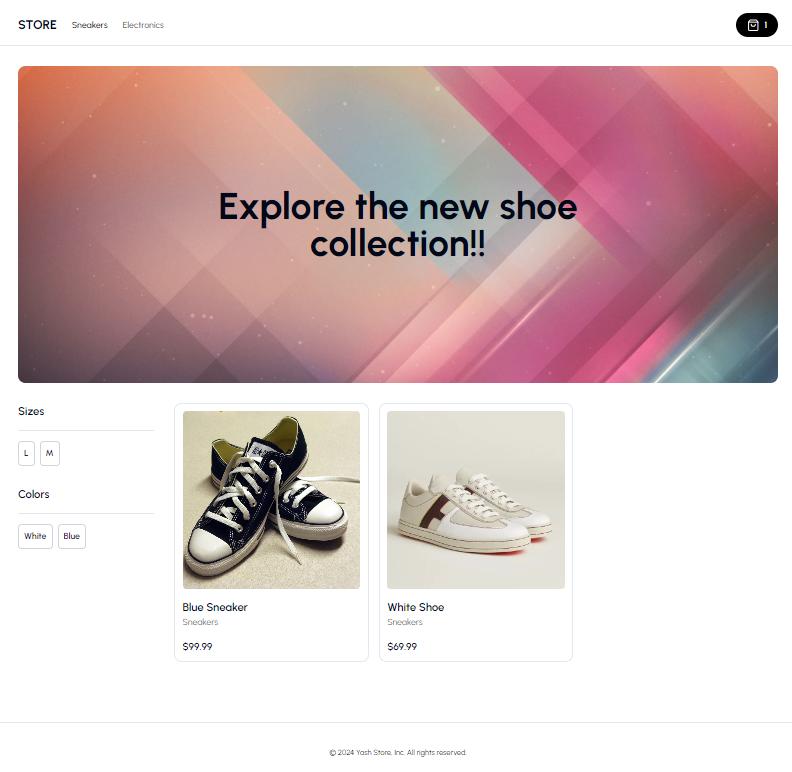 STORE Sneakers Electronics 1
Explore the new shoe
collection!!
Sizes
L M
Colors
White Blue
Blue Sneaker
Sneakers
$99.99
White Shoe
Sneakers
$69.99
© 2024 Yash Store, Inc. All rights reserved.